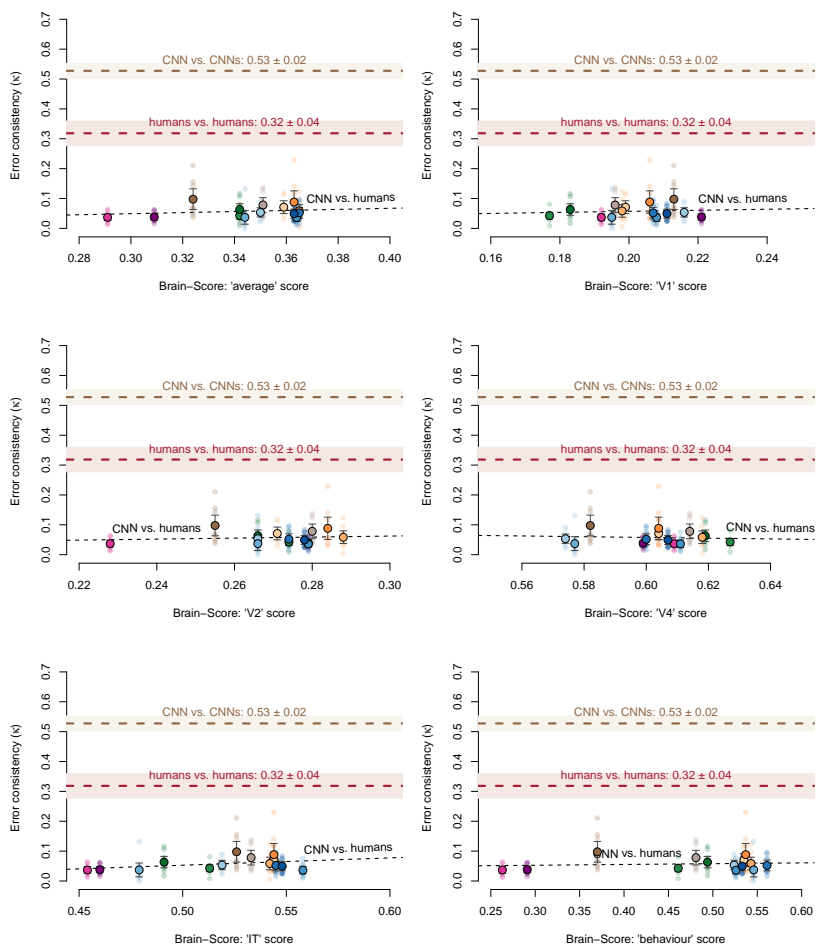 0.7
0.6
0.5
0.4
0.3
0.2
0.1
0.0
Error consistency (κ)
CNN vs. CNNs: 0.53 ± 0.02
humans vs. humans: 0.32 ± 0.04
CNN vs. humans
0.28 0.30 0.32 0.34 0.36 0.38 0.40
Brain−Score: 'average' score
0.7
0.6
0.5
0.4
0.3
0.2
0.1
0.0
Error consistency (κ)
CNN vs. CNNs: 0.53 ± 0.02
humans vs. humans: 0.32 ± 0.04
CNN vs. humans
0.16 0.18 0.20 0.22 0.24
Brain−Score: 'V1' score
0.7
0.6
0.5
0.4
0.3
0.2
0.1
0.0
Error consistency (κ)
CNN vs. CNNs: 0.53 ± 0.02
humans vs. humans: 0.32 ± 0.04
CNN vs. humans
0.22 0.24 0.26 0.28 0.30
Brain−Score: 'V2' score
0.7
0.6
0.5
0.4
0.3
0.2
0.1
0.0
Error consistency (κ)
CNN vs. CNNs: 0.53 ± 0.02
humans vs. humans: 0.32 ± 0.04
CNN vs. humans
0.56 0.58 0.60 0.62 0.64
Brain−Score: 'V4' score
0.7
0.6
0.5
0.4
0.3
0.2
0.1
0.0
Error consistency (κ)
CNN vs. CNNs: 0.53 ± 0.02
humans vs. humans: 0.32 ± 0.04
CNN vs. humans
0.45 0.50 0.55 0.60
Brain−Score: 'IT' score
0.7
0.6
0.5
0.4
0.3
0.2
0.1
0.0
Error consistency (κ)
CNN vs. CNNs: 0.53 ± 0.02
humans vs. humans: 0.32 ± 0.04
CNN vs. humans
0.25 0.30 0.35 0.40 0.45 0.50 0.55 0.60
Brain−Score: 'behaviour' score